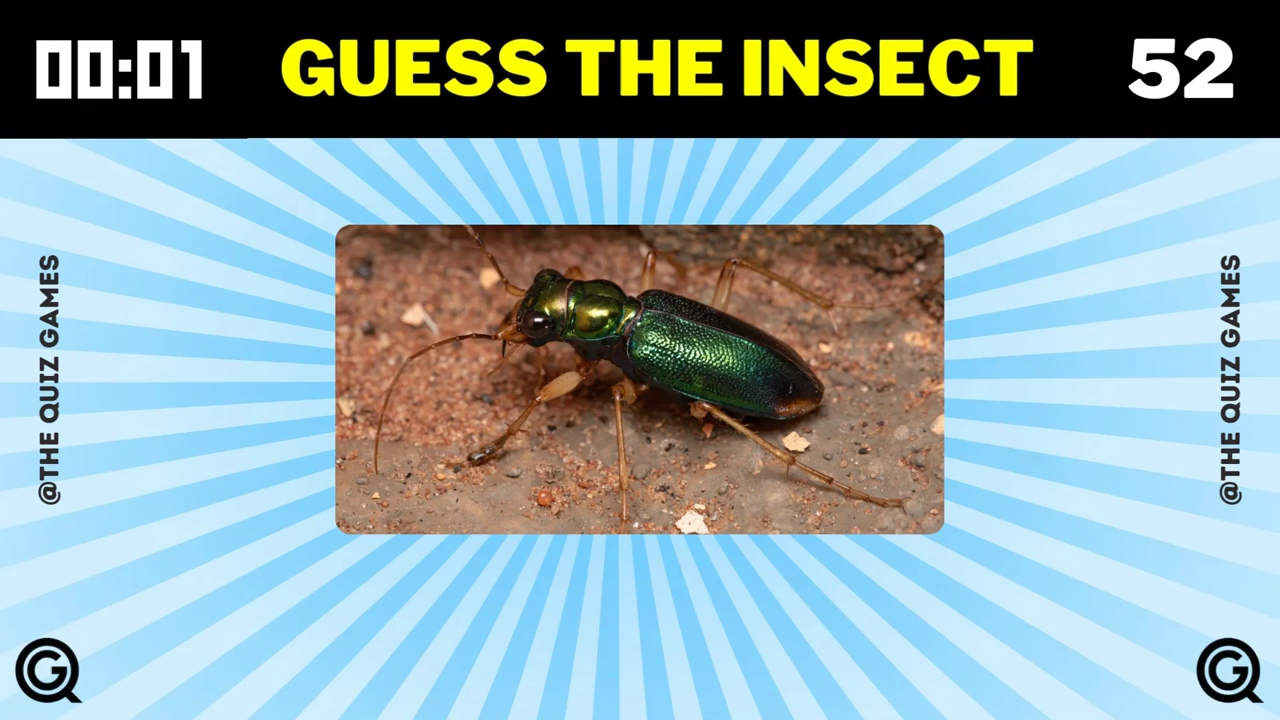 00:01
GUESS THE INSECT
52
@THE QUIZ GAMES
@THE QUIZ GAMES